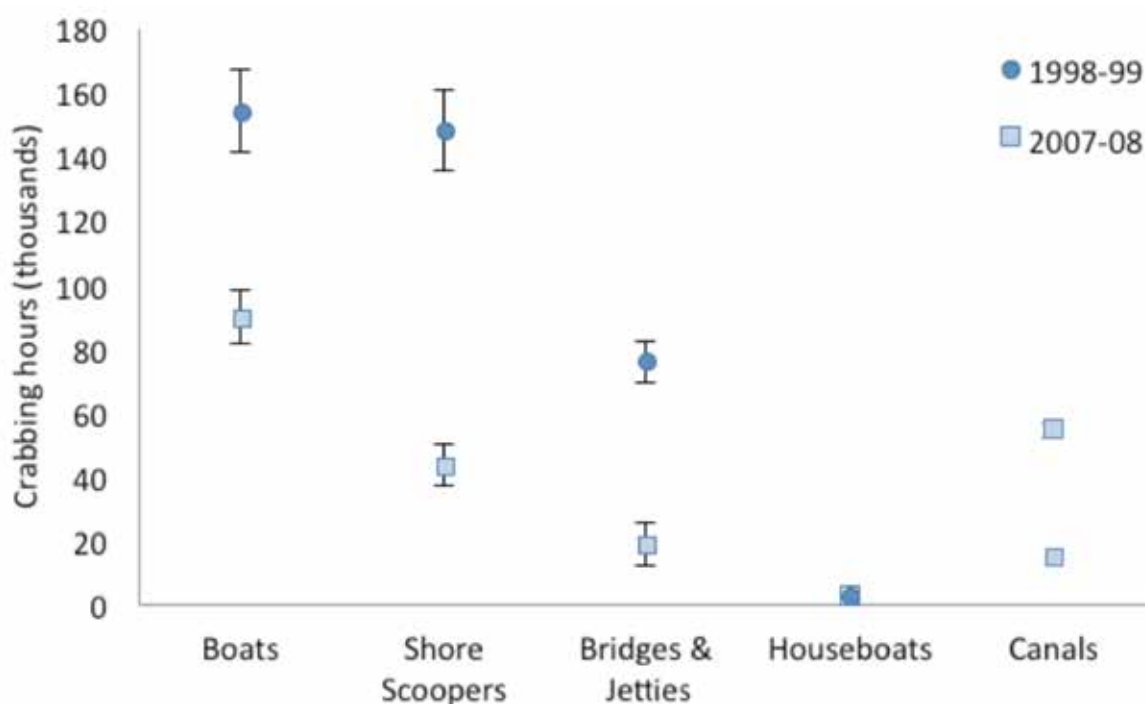 180
160
140
120
100
80
60
40
20
0
Crabbing hours (thousands)
1998-99
2007-08
Boats
Shore
Scoopers
Bridges &
Jetties
Houseboats
Canals